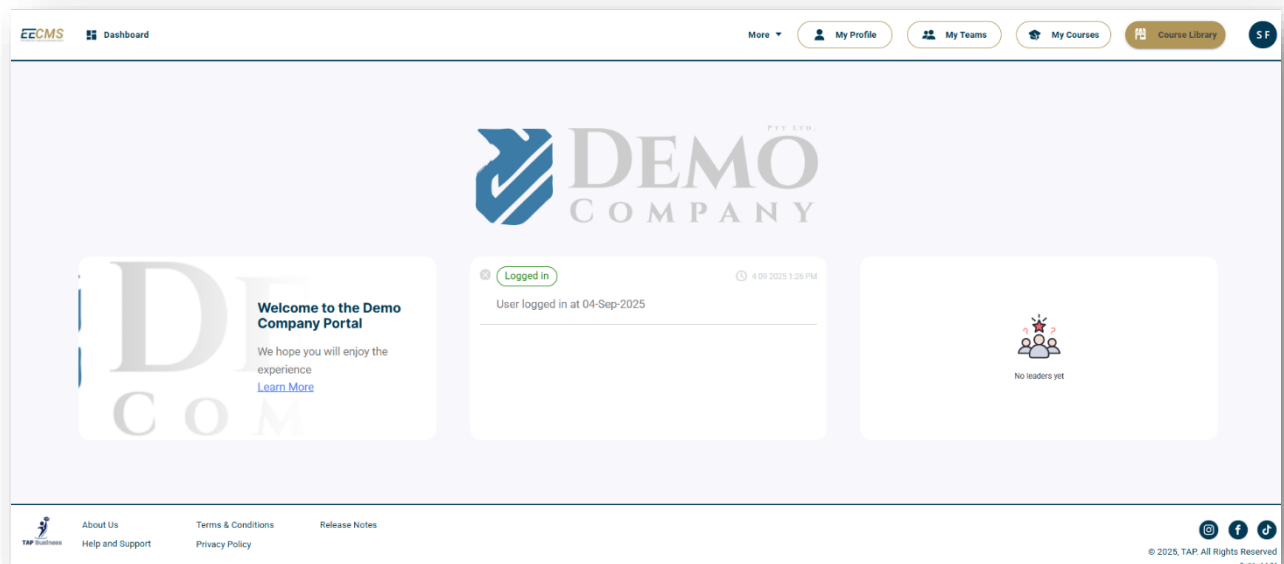 EECMS
Dashboard
More
My Profile
My Teams
My Courses
Course Library
S F
PTY LTD.
DEMO
COMPANY
DE
COM
Welcome to the Demo
Company Portal
We hope you will enjoy the
experience
Learn More
Logged in
4 09 2025 1:26 PM
User logged in at 04-Sep-2025
? ?
No leaders yet
TAP Business
About Us
Terms & Conditions
Release Notes
Help and Support
Privacy Policy
© 2025, TAP. All Rights Reserved